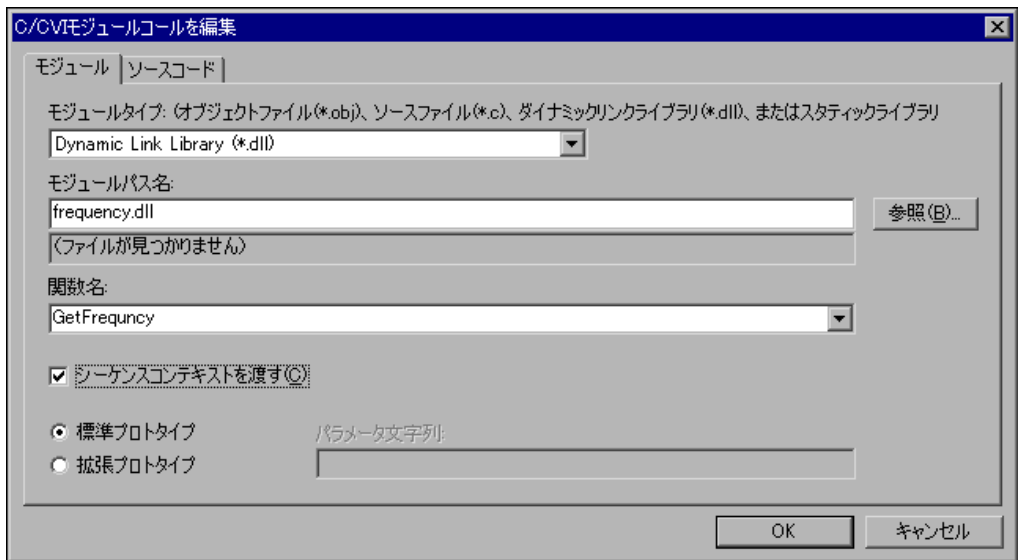 C/CVIモジュールコールを編集
モジュール
ソースコード
モジュールタイプ: (オブジェクトファイル(*.obj)、ソースファイル(*.c)、ダイナミックリンクライブラリ(*.dll)、またはスタティックライブラリ
Dynamic Link Library (*.dll)
モジュールパス名:
frequency.dll
参照(B)...
(ファイルが見つかりません)
関数名:
GetFrequncy
シーケンスコンテキストを渡す(C)
標準プロトタイプ
パラメータ文字列:
拡張プロトタイプ
OK
キャンセル